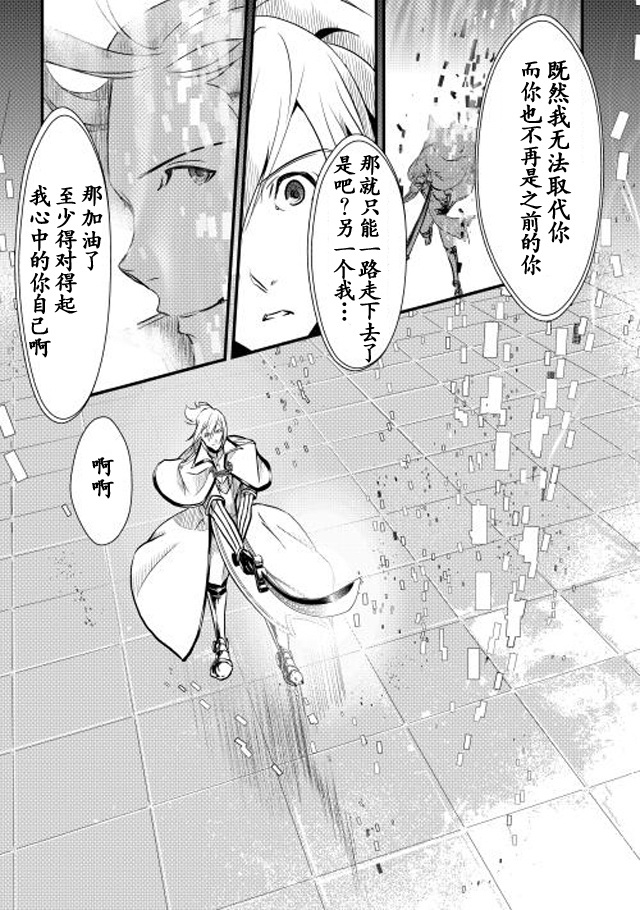 既然我无法取代你
而你也不再是之前的你
那就只能一路走下去了
是吧？另一个我…
那加油了
至少得对得起
我心中的你自己啊
啊
啊